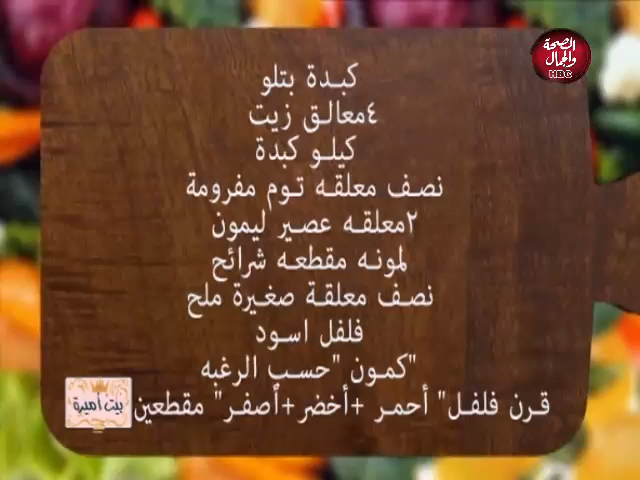 الصحة
والجمال
HBG
كبدة بتلو
٤معالق زيت
كيلو كبدة
نصف معلقه توم مفرومة
٢معلقه عصير ليمون
لمونه مقطعه شرائح
نصف معلقة صغيرة ملح
فلفل اسود
كمون "حسب الرغبه"
قرن فلفل" أحمر +أخضر+أصفر" مقطعين
بيت أميرة